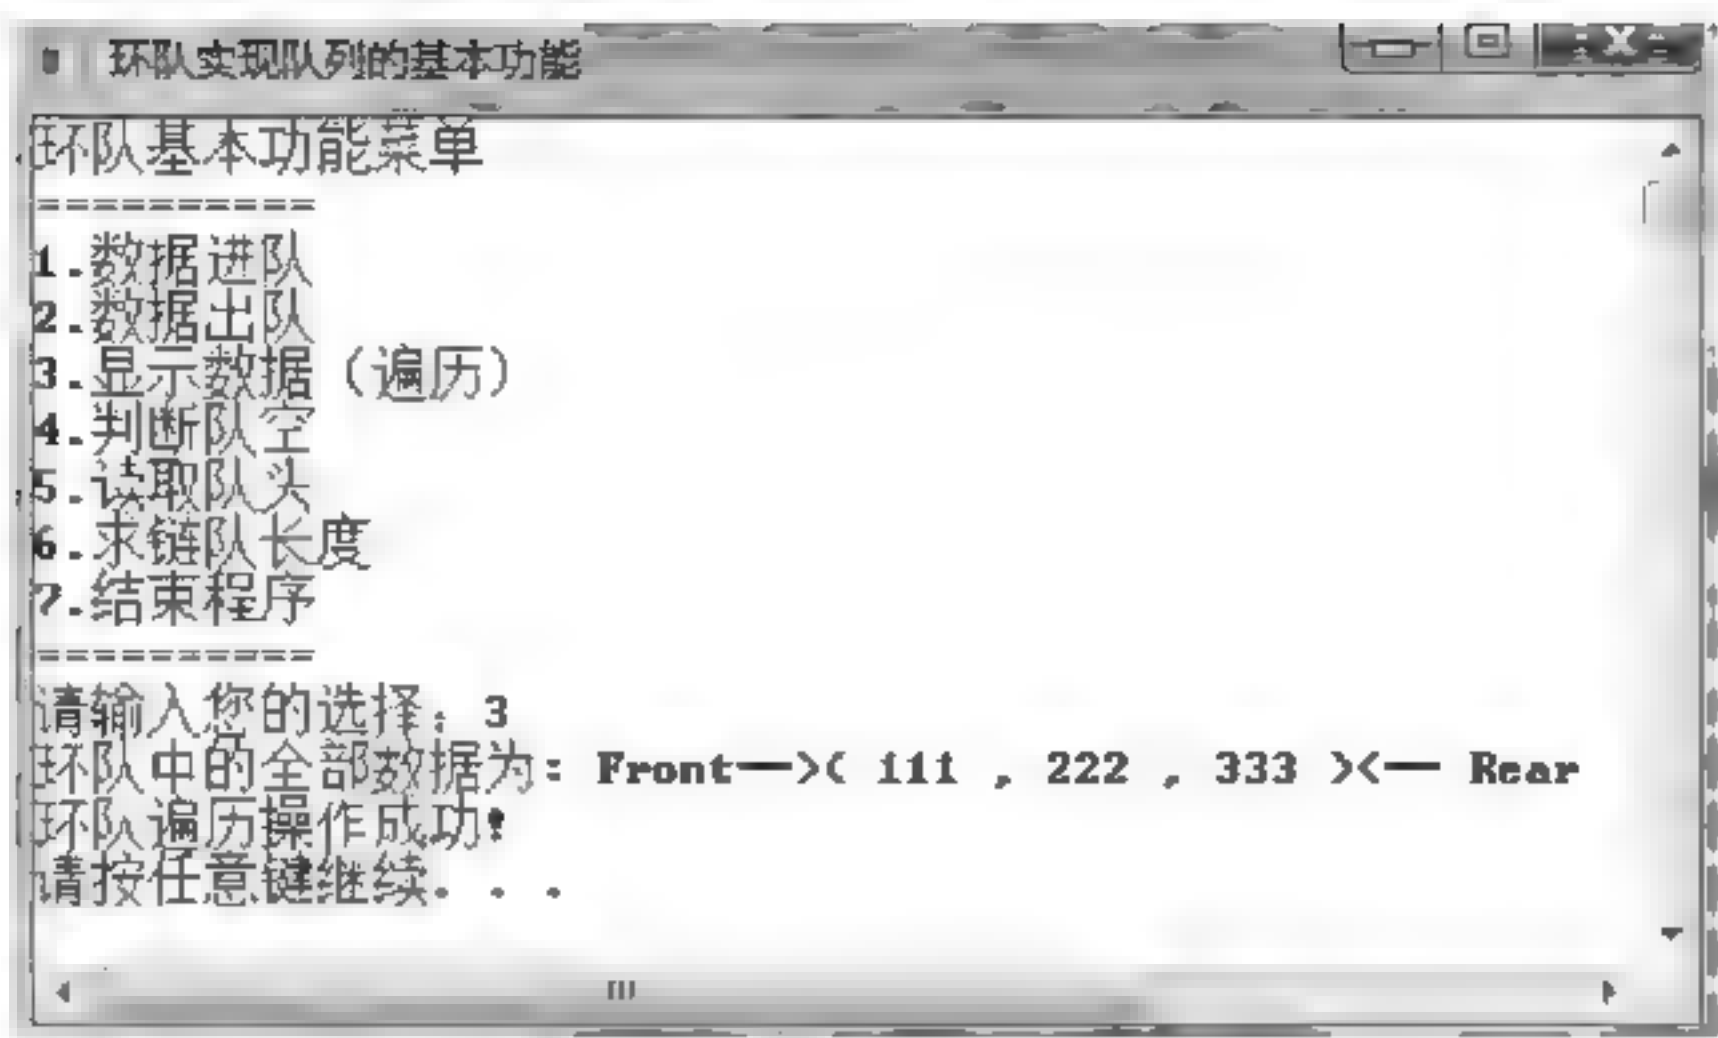 环队实现队列的基本功能
环队基本功能菜单
==========
1.数据进队
2.数据出队
3.显示数据（遍历）
4.判断队空
5.读取队头
6.求链队长度
7.结束程序
==========
请输入您的选择：3
环队中的全部数据为：Front——>< 111 , 222 , 333 ><—— Rear
环队遍历操作成功！
请按任意键继续. . .